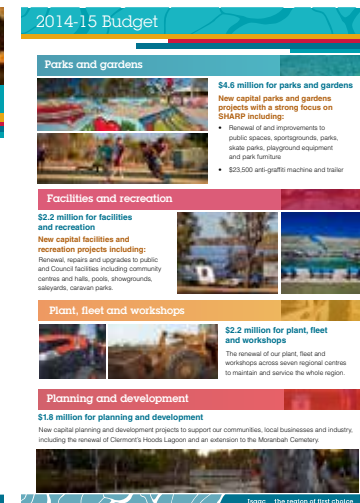 2014-15 Budget
Parks and gardens
$4.6 million for parks and gardens
New capital parks and gardens
projects with a strong focus on
SHARP including:
• Renewal of and improvements to
public spaces, sportsgrounds, parks,
skate parks, playground equipment
and park furniture
• $23,500 anti-graffiti machine and trailer
Facilities and recreation
$2.2 million for facilities
and recreation
New capital facilities and
recreation projects including:
Renewal, repairs and upgrades to public
and Council facilities including community
centres and halls, pools, showgrounds,
saleyards, caravan parks.
Plant, fleet and workshops
$2.2 million for plant, fleet
and workshops
The renewal of our plant, fleet and
workshops across seven regional centres
to maintain and service the whole region.
Planning and development
$1.8 million for planning and development
New capital planning and development projects to support our communities, local businesses and industry,
including the renewal of Clermont's Hoods Lagoon and an extension to the Moranbah Cemetery.
Isaac the region of first choice